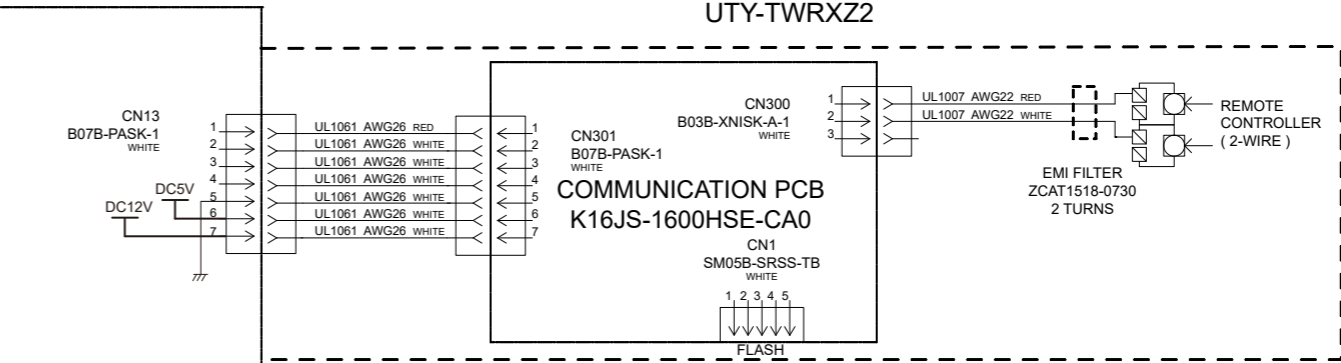 UTY-TWRXZ2
CN13
B07B-PASK-1
WHITE
1
2
3
4
5
6
7
DC5V
DC12V
UL1061 AWG26 RED
UL1061 AWG26 WHITE
UL1061 AWG26 WHITE
UL1061 AWG26 WHITE
UL1061 AWG26 WHITE
UL1061 AWG26 WHITE
UL1061 AWG26 WHITE
1
2
3
4
5
6
7
CN301
B07B-PASK-1
WHITE
COMMUNICATION PCB
K16JS-1600HSE-CA0
CN1
SM05B-SRSS-TB
WHITE
1 2 3 4 5
FLASH
CN300
B03B-XNISK-A-1
WHITE
1
2
3
UL1007 AWG22 RED
UL1007 AWG22 WHITE
EMI FILTER
ZCAT1518-0730
2 TURNS
REMOTE
CONTROLLER
( 2-WIRE )